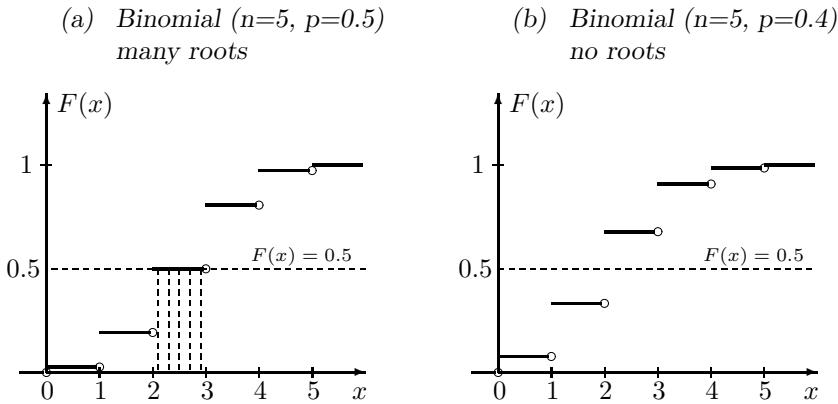 (a) Binomial (n=5, p=0.5)
many roots
F(x)
1
0.5
F(x) = 0.5
0 1 2 3 4 5 x
(b) Binomial (n=5, p=0.4)
no roots
F(x)
1
0.5
F(x) = 0.5
0 1 2 3 4 5 x